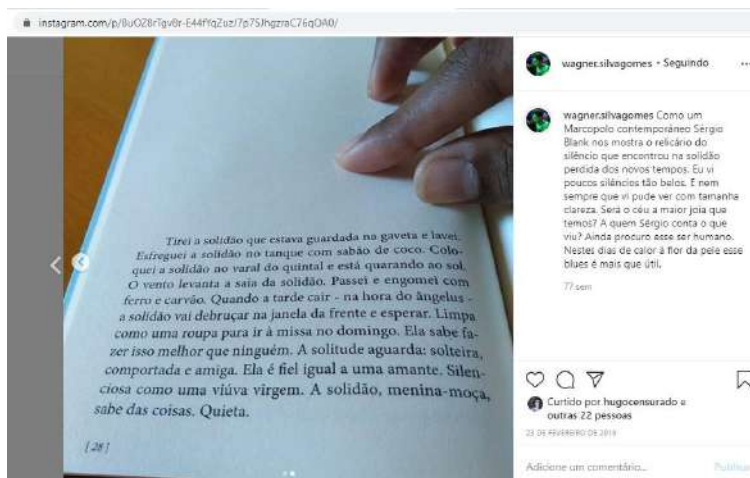 instagram.com/p/
Tirei a solidão que estava guardada na gaveta e lavei.
Esfreguei a solidão no tanque com sabão de coco. Colo-
quei a solidão no varal do quintal e está quarando ao sol.
O vento levanta a saia da solidão. Passei e engomei com
ferro e carvão. Quando a tarde cair - na hora do ângelus -
a solidão vai debruçar na janela da frente e esperar. Limpa
como uma roupa para ir à missa no domingo. Ela sabe fa-
zer isso melhor que ninguém. A solitude aguarda: solteira,
comportada e amiga. Ela é fiel igual a uma amante. Silen-
ciosa como uma viúva virgem. A solidão, menina-moça,
sabe das coisas. Quieta.
[28]
wagner.silvagomes • Seguindo
wagner.silvagomes Como um
Marcopolo contemporâneo Sérgio
Blank nos mostra o relicário do
silêncio que encontrou na solidão
perdida dos novos tempos. Eu vi
poucos silêncios tão belos. E nem
sempre que vi pude ver com tamanha
clareza. Será o céu a maior joia que
temos? A quem Sérgio conta o que
viu? Ainda procuro esse ser humano.
Nestes dias de calor à flor da pele esse
blues é mais que útil.
77 sem
Curtido por hugocensurado e
outras 22 pessoas
DE FEVEREIRO DE
Adicione um comentário...
Publicar